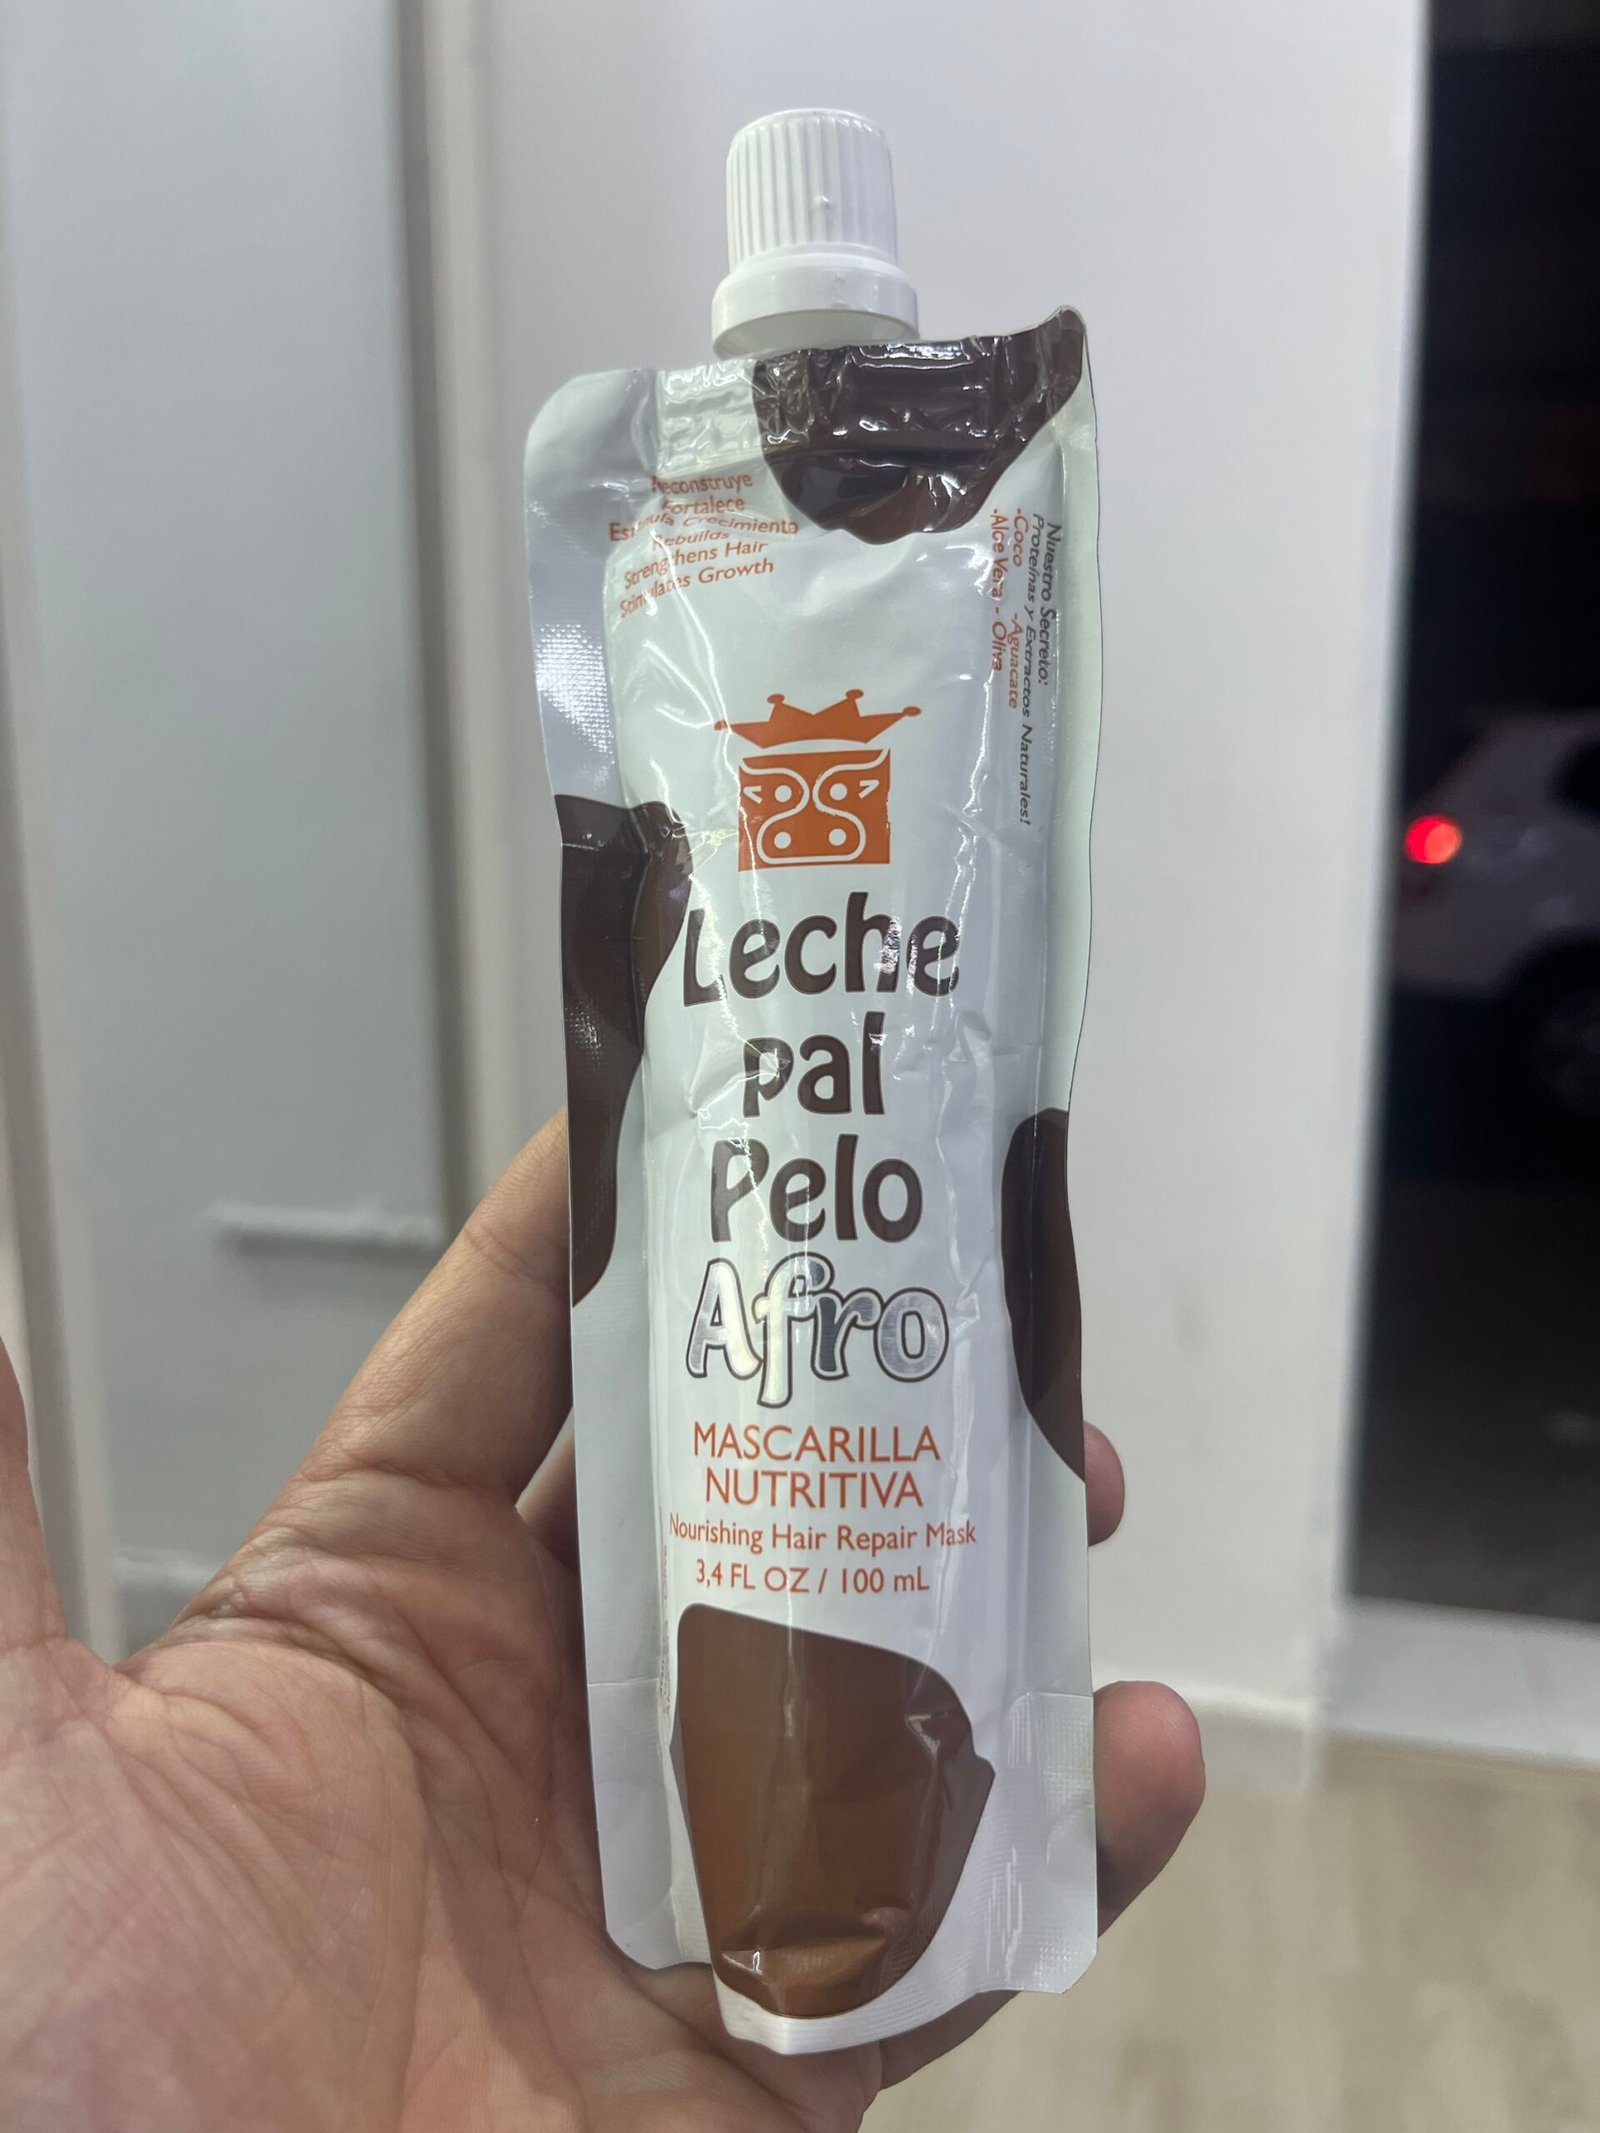 Reconstruye
Fortalece
Estimula Crecimiento
Rebuilds
Strengthens Hair
Stimulates Growth
Nuestro Secreto:
Proteínas y Extractos Naturales!
-Coco -Aguacate
-Aloe Vera - Oliva
Leche
pal
Pelo
Afro
MASCARILLA
NUTRITIVA
Nourishing Hair Repair Mask
3,4 FL OZ / 100 mL